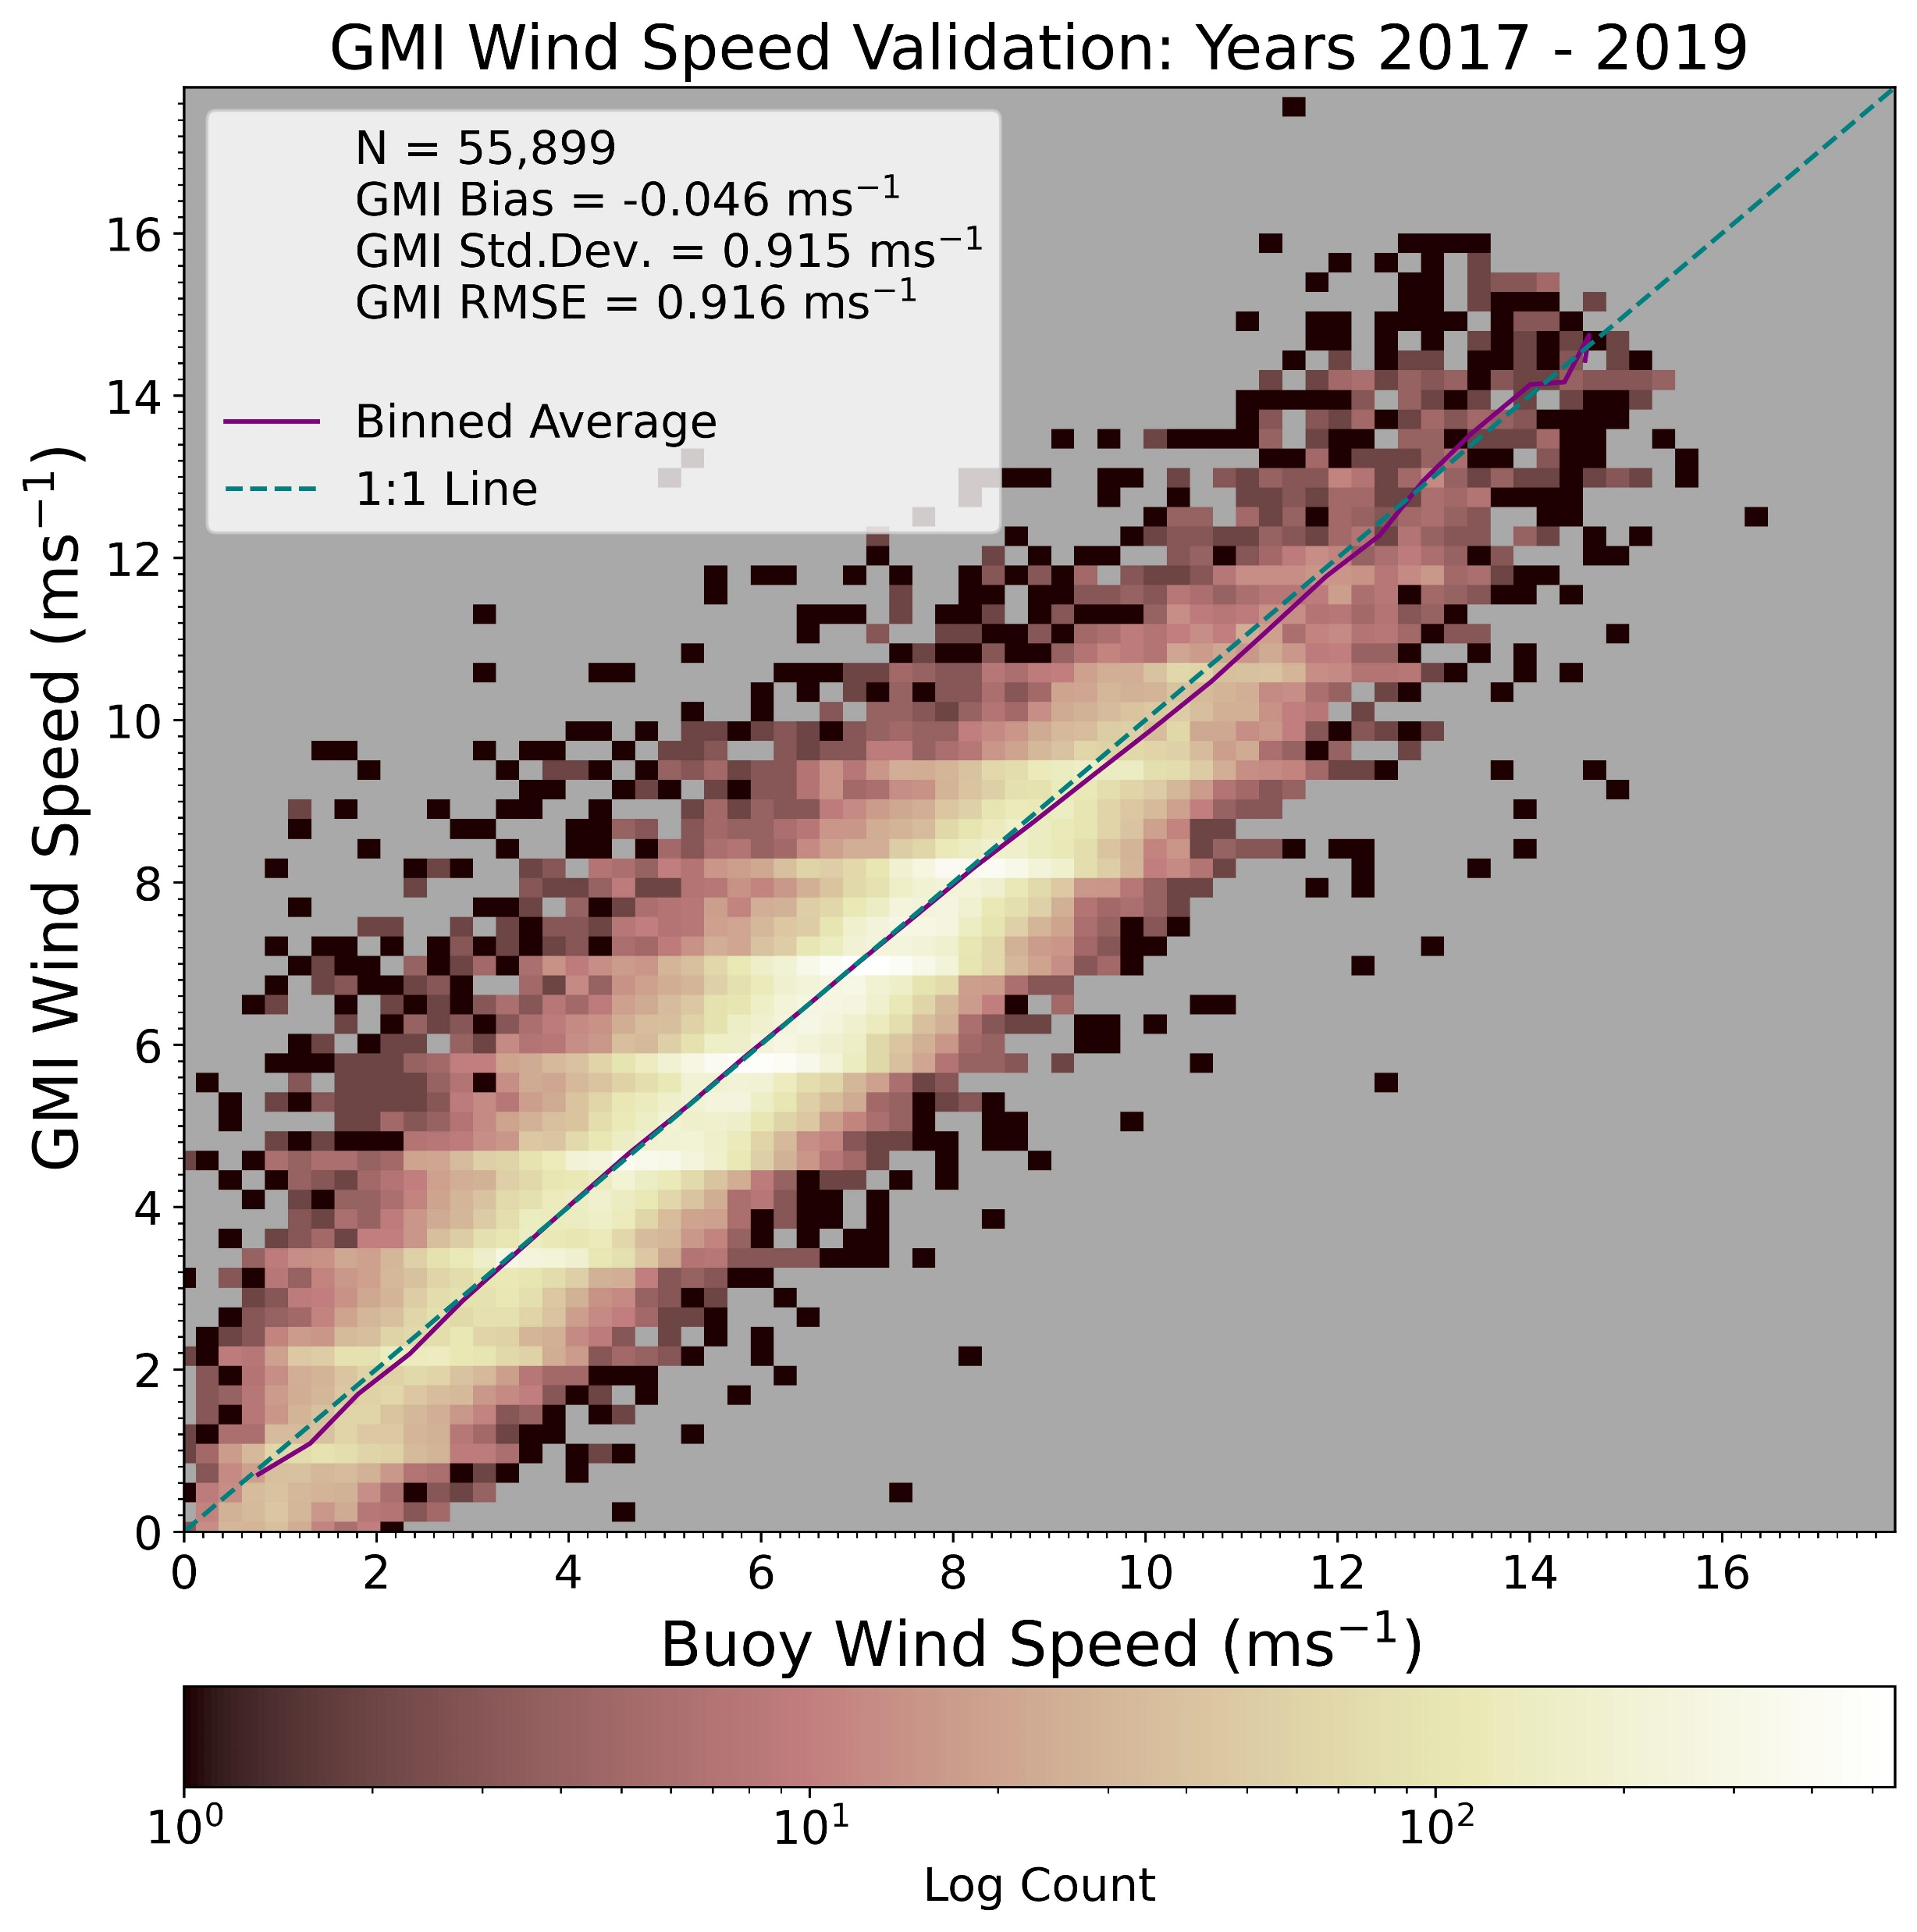 GMI Wind Speed Validation: Years 2017 - 2019
N = 55,899
GMI Bias = -0.046 ms⁻¹
GMI Std.Dev. = 0.915 ms⁻¹
GMI RMSE = 0.916 ms⁻¹
Binned Average
1:1 Line
GMI Wind Speed (ms⁻¹)
16
14
12
10
8
6
4
2
0
0 2 4 6 8 10 12 14 16
Buoy Wind Speed (ms⁻¹)
10⁰ 10¹ 10²
Log Count